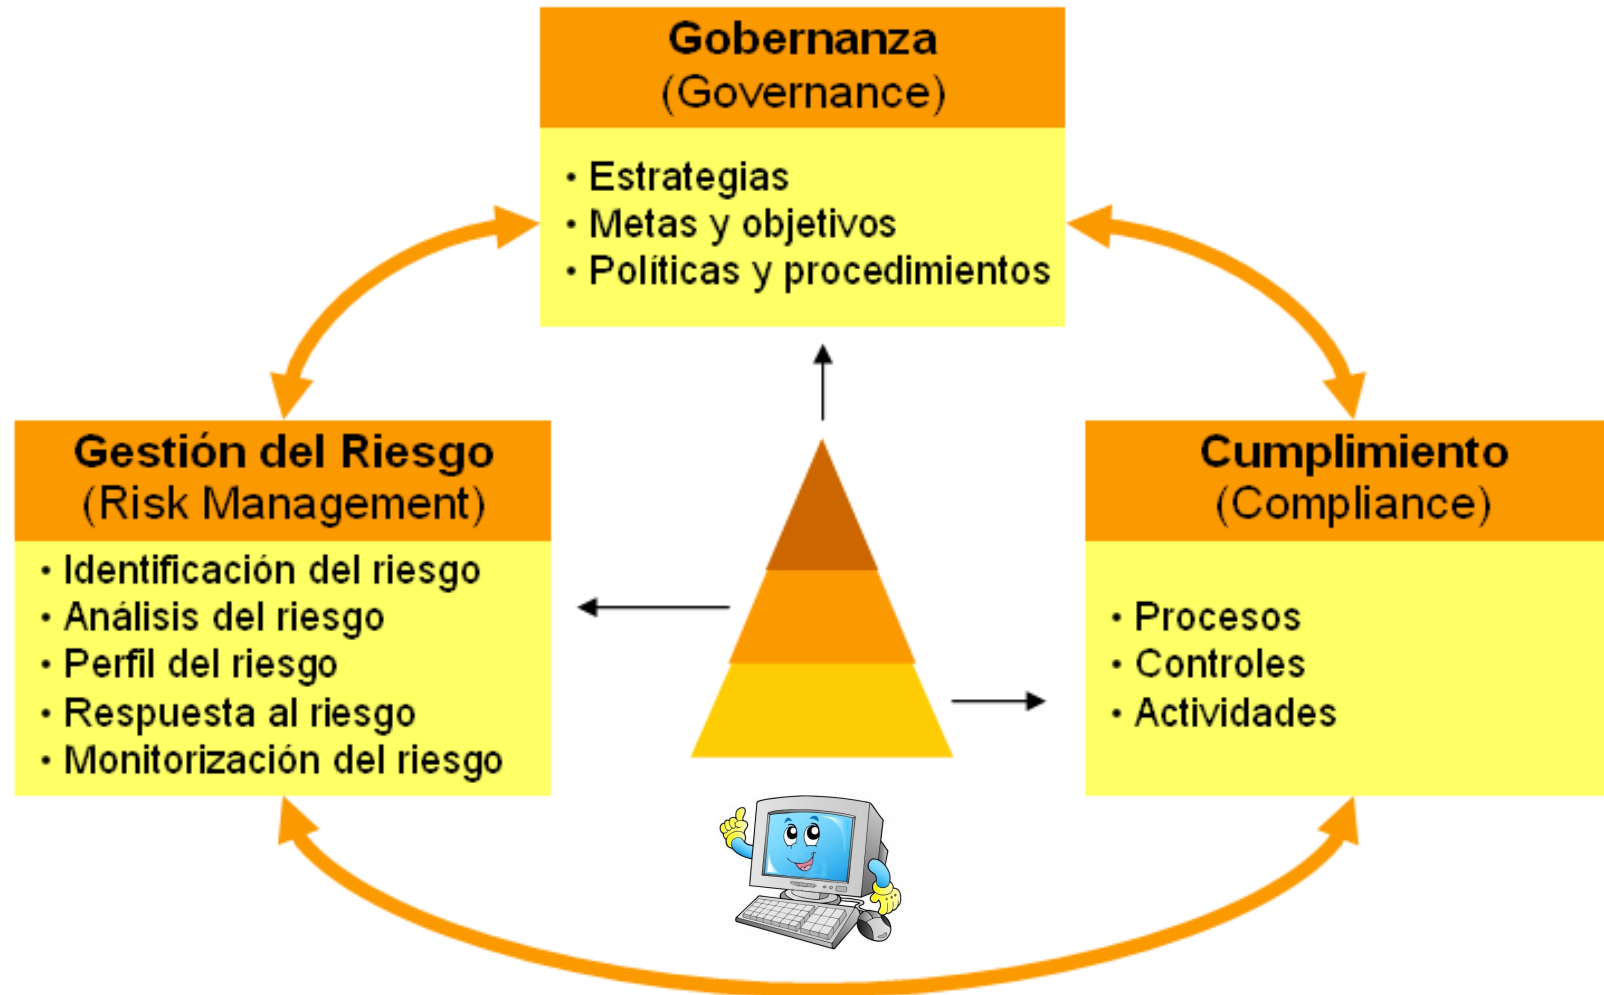 Gobernanza
(Governance)
• Estrategias
• Metas y objetivos
• Políticas y procedimientos
Gestión del Riesgo
(Risk Management)
• Identificación del riesgo
• Análisis del riesgo
• Perfil del riesgo
• Respuesta al riesgo
• Monitorización del riesgo
Cumplimiento
(Compliance)
• Procesos
• Controles
• Actividades